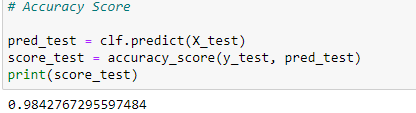 # Accuracy Score
pred_test = clf.predict(X_test)
score_test = accuracy_score(y_test, pred_test)
print(score_test)
0.9842767295597484